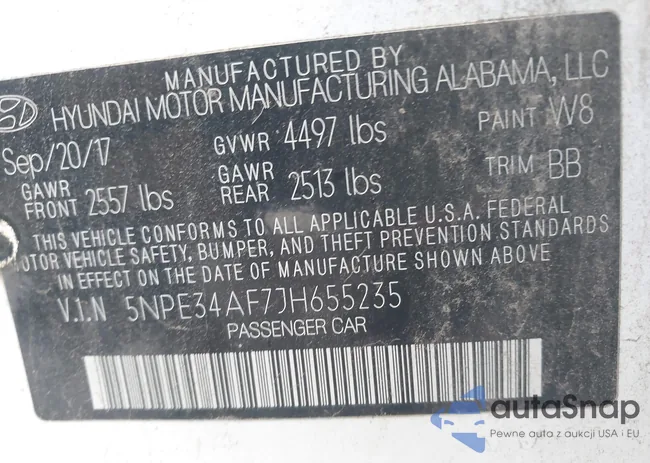 MANUFACTURED BY
HYUNDAI MOTOR MANUFACTURING ALABAMA, LLC
Sep/20/17 GVWR 4497 lbs PAINT W8
GAWR FRONT 2557 lbs GAWR REAR 2513 lbs TRIM BB
THIS VEHICLE CONFORMS TO ALL APPLICABLE U.S.A. FEDERAL
MOTOR VEHICLE SAFETY, BUMPER, AND THEFT PREVENTION STANDARDS
IN EFFECT ON THE DATE OF MANUFACTURE SHOWN ABOVE
V.I.N 5NPE34AF7JH655235
PASSENGER CAR
autaSnap
Pewne auta z aukcji USA i EU